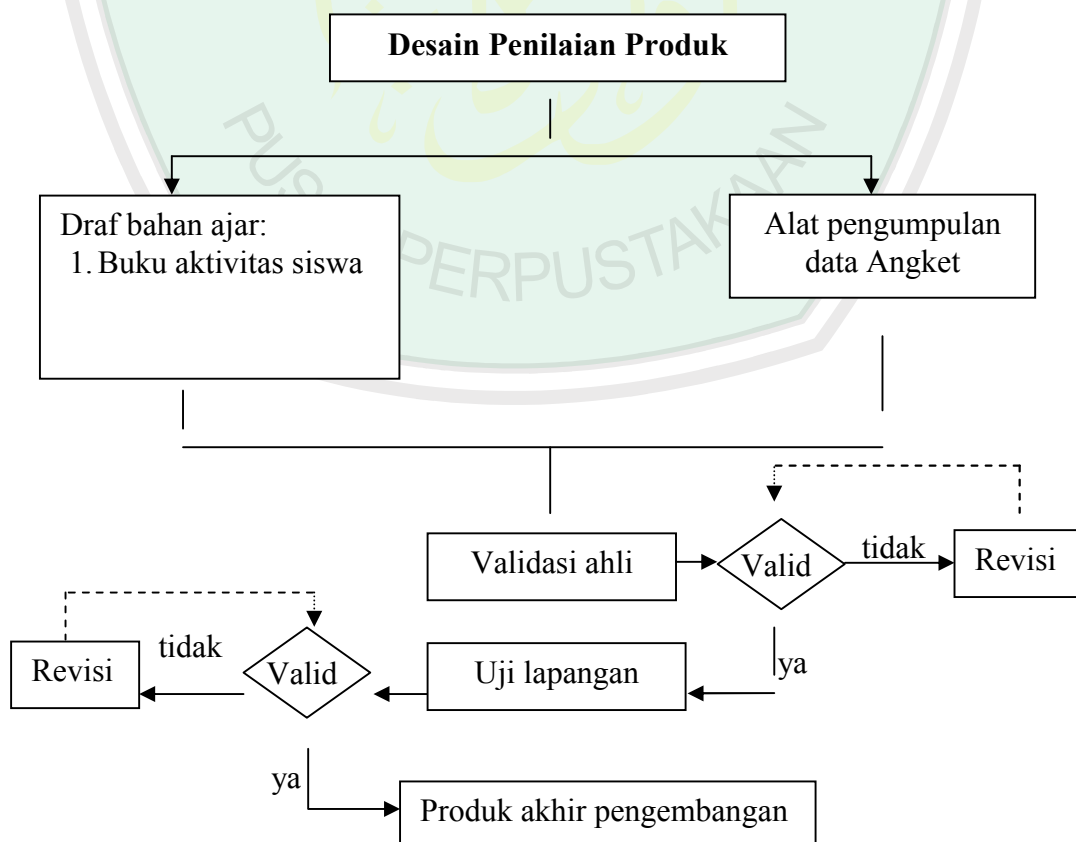 Desain Penilaian Produk
Draf bahan ajar:
1. Buku aktivitas siswa
Alat pengumpulan
data Angket
Validasi ahli
Valid
tidak
Revisi
ya
Uji lapangan
Valid
tidak
Revisi
ya
Produk akhir pengembangan
PERPUSTAKAAN